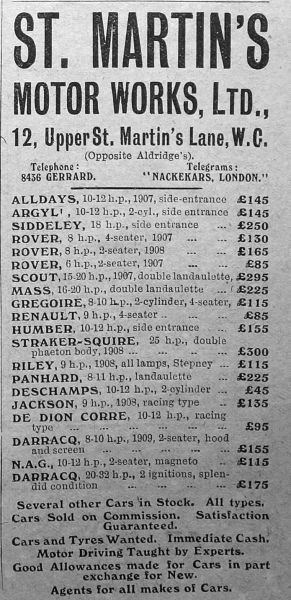 ST. MARTIN'S
MOTOR WORKS, LTD.,
12, Upper St. Martin's Lane, W.C.
(Opposite Aldridge's).
Telephone: Telegrams:
8436 GERRARD. "NACKEKARS, LONDON."
ALLDAYS, 10-12 h.p., 1907, side-entrance £145
ARGYL', 10-12 h.p., 2-cyl., side entrance £145
SIDDELEY, 18 h.p., side entrance ... £250
ROVER, 8 h.p., 4-seater, 1907 ... £130
ROVER, 8 h.p., 2-seater, 1908 ... £165
ROVER, 6 h.p., 2-seater, 1907 ... £85
SCOUT, 15-20 h.p., 1907, double landaulette, £295
MASS, 16-20 h.p., double landaulette ... £225
GREGOIRE, 8-10 h.p., 2-cylinder, 4-seater, £115
RENAULT, 9 h.p., 4-seater .. ... £85
HUMBER, 10-12 h.p., side entrance ... £155
STRAKER-SQUIRE, 25 h.p., double
phaeton body, 1908 ... ... ... £300
RILEY, 9 h.p., 1908, all lamps, Stepney ... £115
PANHARD, 8-11 h.p., landaulette ... £225
DESCHAMPS, 10-12 h.p., 2-cylinder ... £45
JACKSON, 9 h.p., 1908, racing type ... £135
DE DION CORRE, 10-12 h.p., racing
type ... ... ... ... £95
DARRACQ, 8-10 h.p., 1909, 2-seater, hood
and screen ... ... ... ... £155
N.A.G., 10-12 h.p., 2-seater, magneto ... £115
DARRACQ, 20-32 h.p., 2 ignitions, splen-
did condition ... ... ... £175
Several other Cars in Stock. All types.
Cars Sold on Commission. Satisfaction
Guaranteed.
Cars and Tyres Wanted. Immediate Cash.
Motor Driving Taught by Experts.
Good Allowances made for Cars in part
exchange for New.
Agents for all makes of Cars.